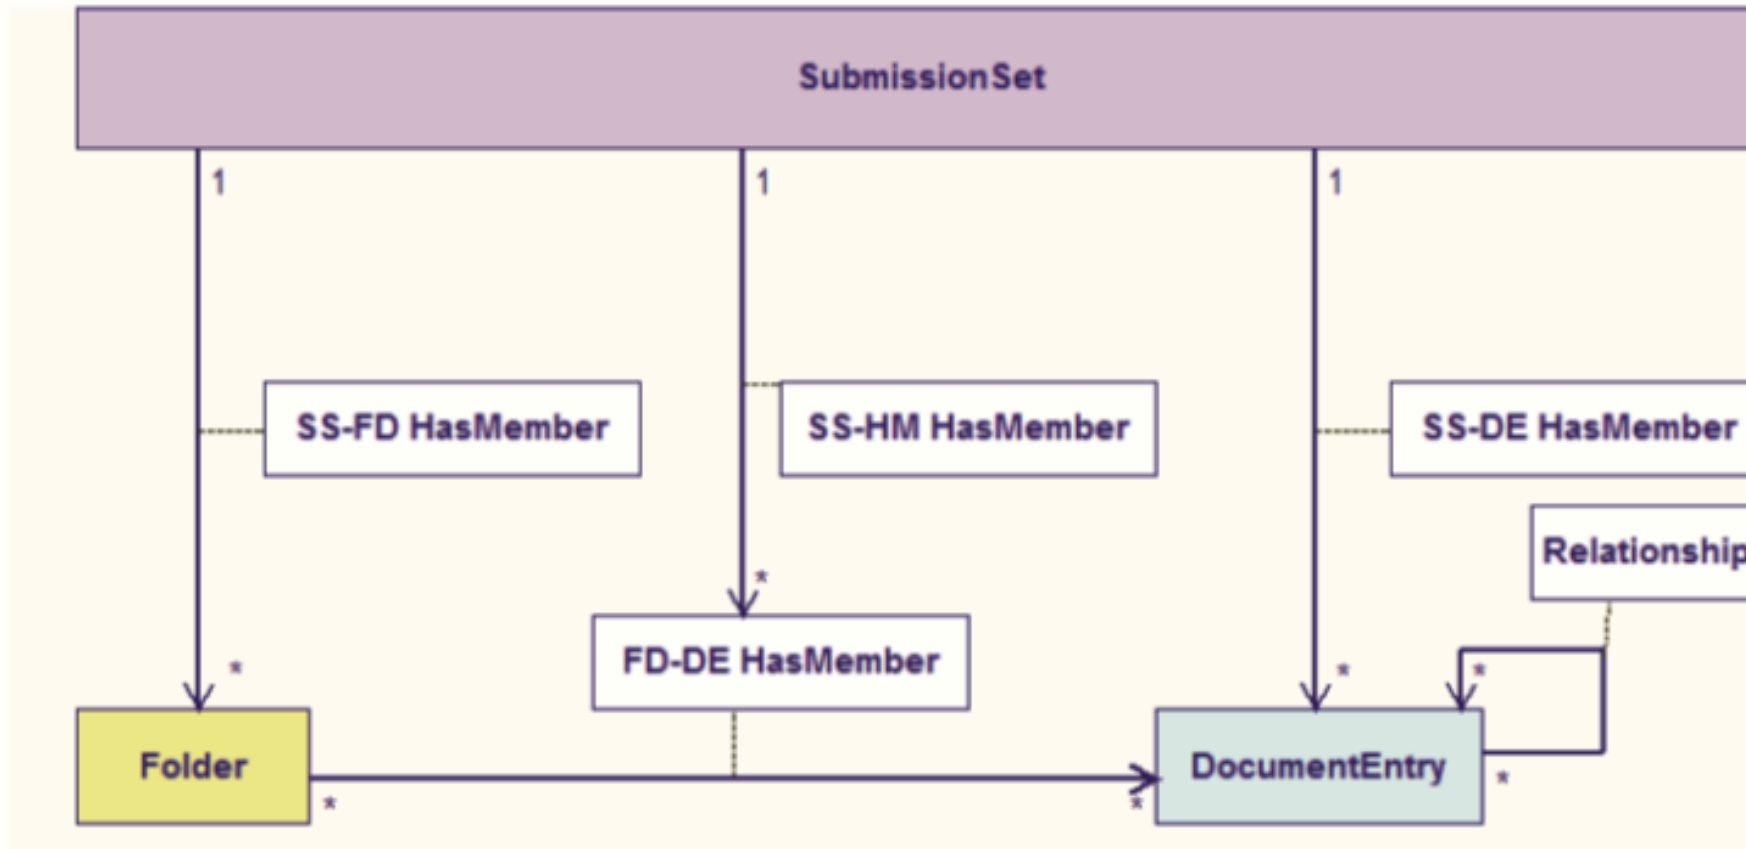 SubmissionSet
1
1
1
SS-FD HasMember
SS-HM HasMember
SS-DE HasMember
Relationship
*
FD-DE HasMember
*
*
*
Folder
DocumentEntry
*
*
*